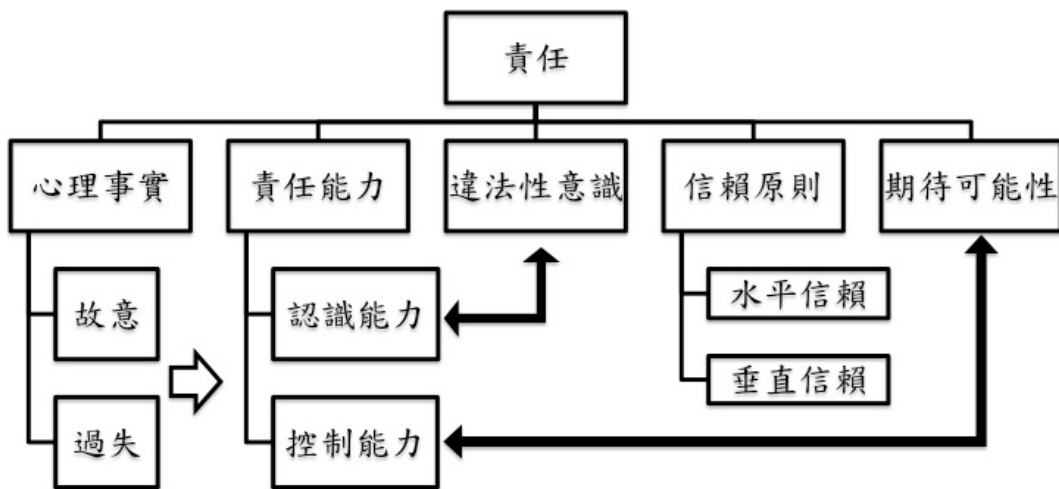 責任
心理事實
責任能力
違法性意識
信賴原則
期待可能性
故意
過失
認識能力
控制能力
水平信賴
垂直信賴